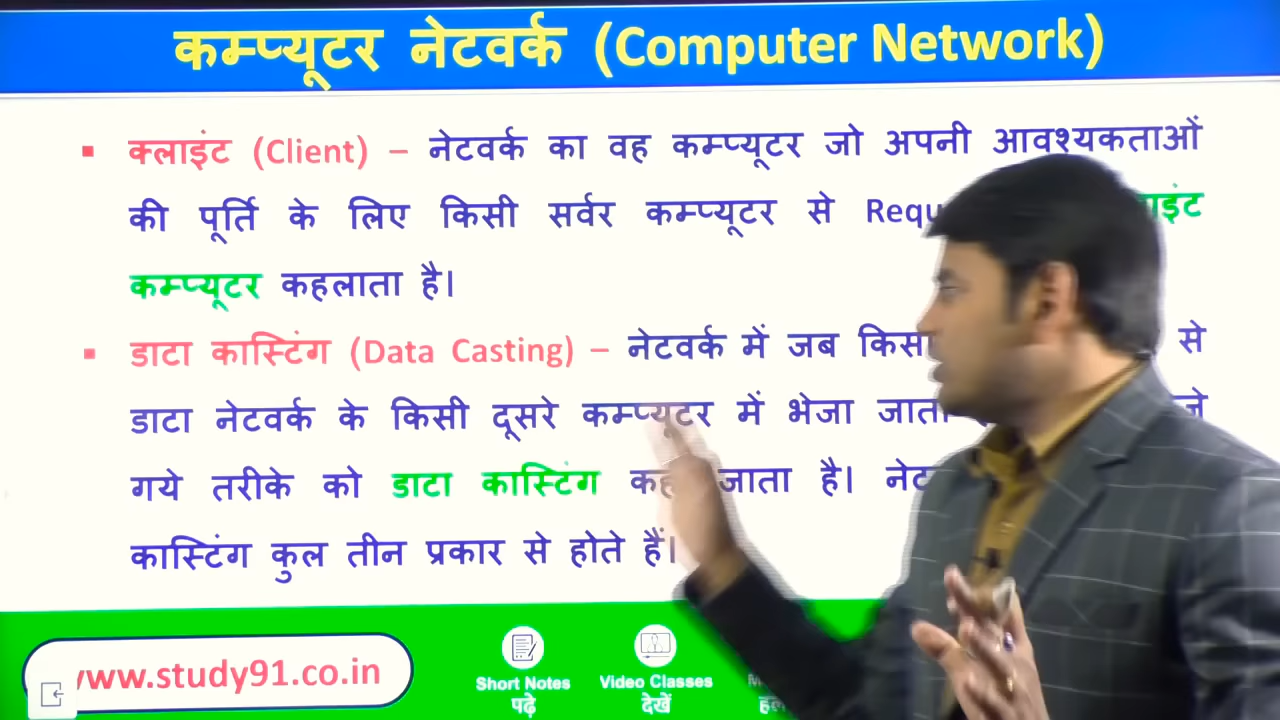 कम्प्यूटर नेटवर्क (Computer Network)
▪ क्लाइंट (Client) – नेटवर्क का वह कम्प्यूटर जो अपनी आवश्यकताओं
की पूर्ति के लिए किसी सर्वर कम्प्यूटर से
कम्प्यूटर कहलाता है।
▪ डाटा कास्टिंग (Data Casting) – नेटवर्क में जब से
डाटा नेटवर्क के किसी दूसरे कम्प्यूटर में भेजा जाता
गये तरीके को डाटा कास्टिंग कहा जाता है।
कास्टिंग कुल तीन प्रकार से होते हैं।
www.study91.co.in
Short Notes
पढ़े
Video Classes
देखें